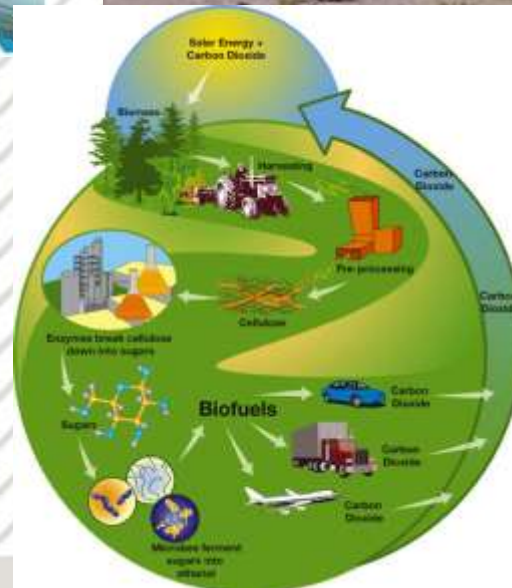 Solar Energy +
Carbon Dioxide
Biomass
Harvesting
Carbon
Dioxide
Pre-processing
Cellulose
Carbon
Dioxide
Enzymes break cellulose
down into sugars
Sugars
Biofuels
Carbon
Dioxide
Carbon
Dioxide
Carbon
Dioxide
Microbes ferment
sugars into
ethanol